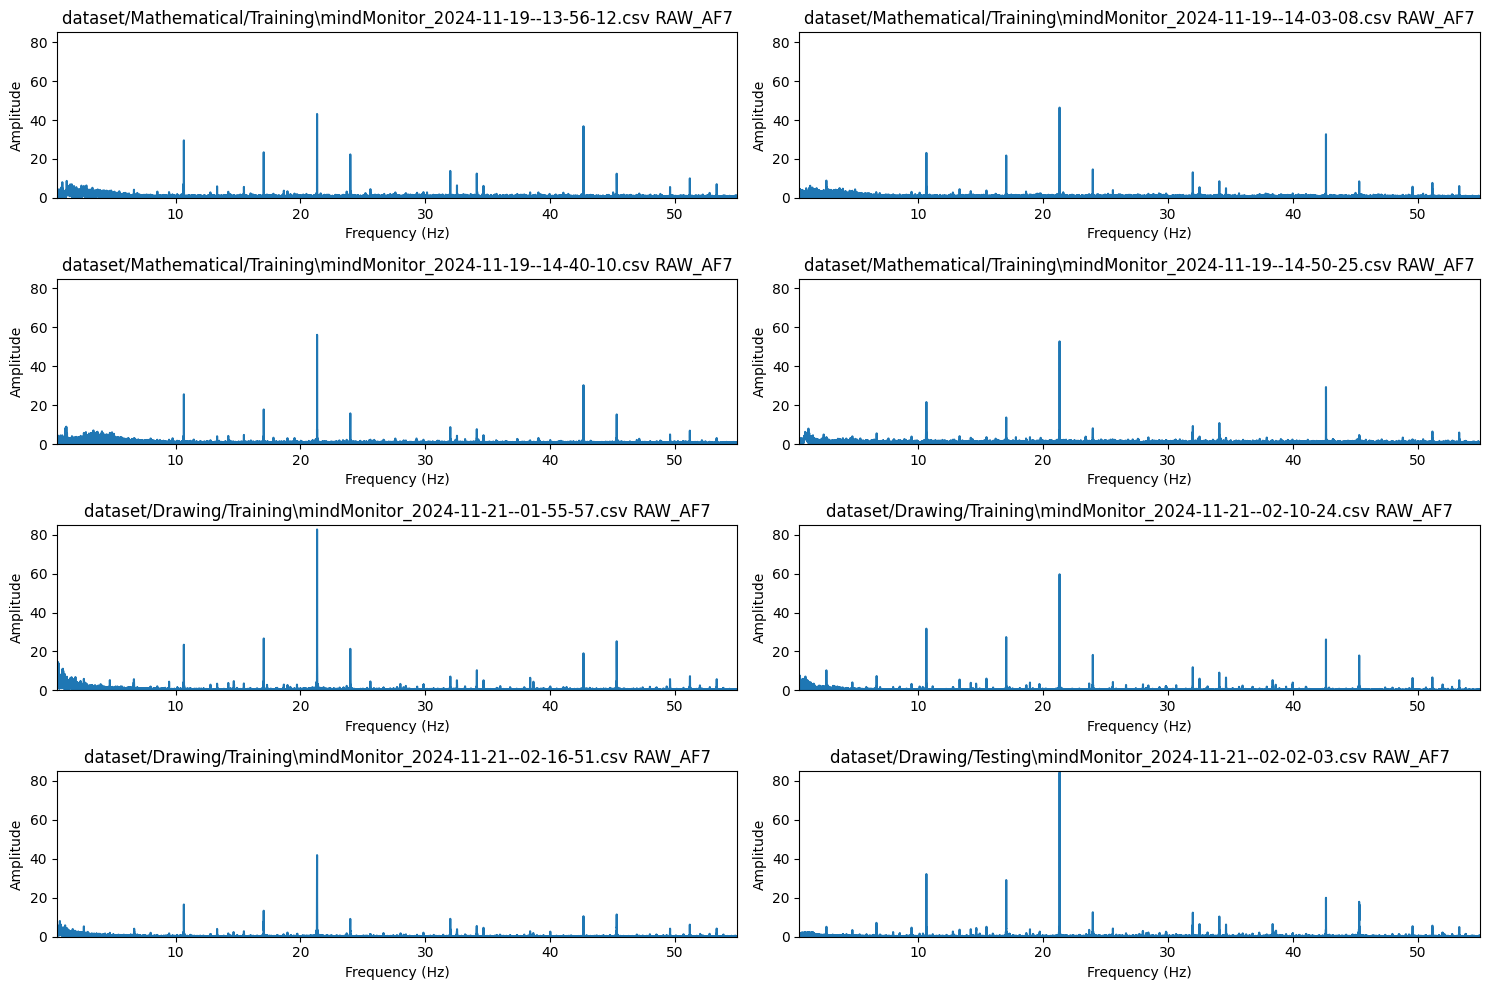 dataset/Mathematical/Training\mindMonitor_2024-11-19--13-56-12.csv RAW_AF7
80
60
40
20
0
Amplitude
10 20 30 40 50
Frequency (Hz)
dataset/Mathematical/Training\mindMonitor_2024-11-19--14-03-08.csv RAW_AF7
80
60
40
20
0
Amplitude
10 20 30 40 50
Frequency (Hz)
dataset/Mathematical/Training\mindMonitor_2024-11-19--14-40-10.csv RAW_AF7
80
60
40
20
0
Amplitude
10 20 30 40 50
Frequency (Hz)
dataset/Mathematical/Training\mindMonitor_2024-11-19--14-50-25.csv RAW_AF7
80
60
40
20
0
Amplitude
10 20 30 40 50
Frequency (Hz)
dataset/Drawing/Training\mindMonitor_2024-11-21--01-55-57.csv RAW_AF7
80
60
40
20
0
Amplitude
10 20 30 40 50
Frequency (Hz)
dataset/Drawing/Training\mindMonitor_2024-11-21--02-10-24.csv RAW_AF7
80
60
40
20
0
Amplitude
10 20 30 40 50
Frequency (Hz)
dataset/Drawing/Training\mindMonitor_2024-11-21--02-16-51.csv RAW_AF7
80
60
40
20
0
Amplitude
10 20 30 40 50
Frequency (Hz)
dataset/Drawing/Testing\mindMonitor_2024-11-21--02-02-03.csv RAW_AF7
80
60
40
20
0
Amplitude
10 20 30 40 50
Frequency (Hz)